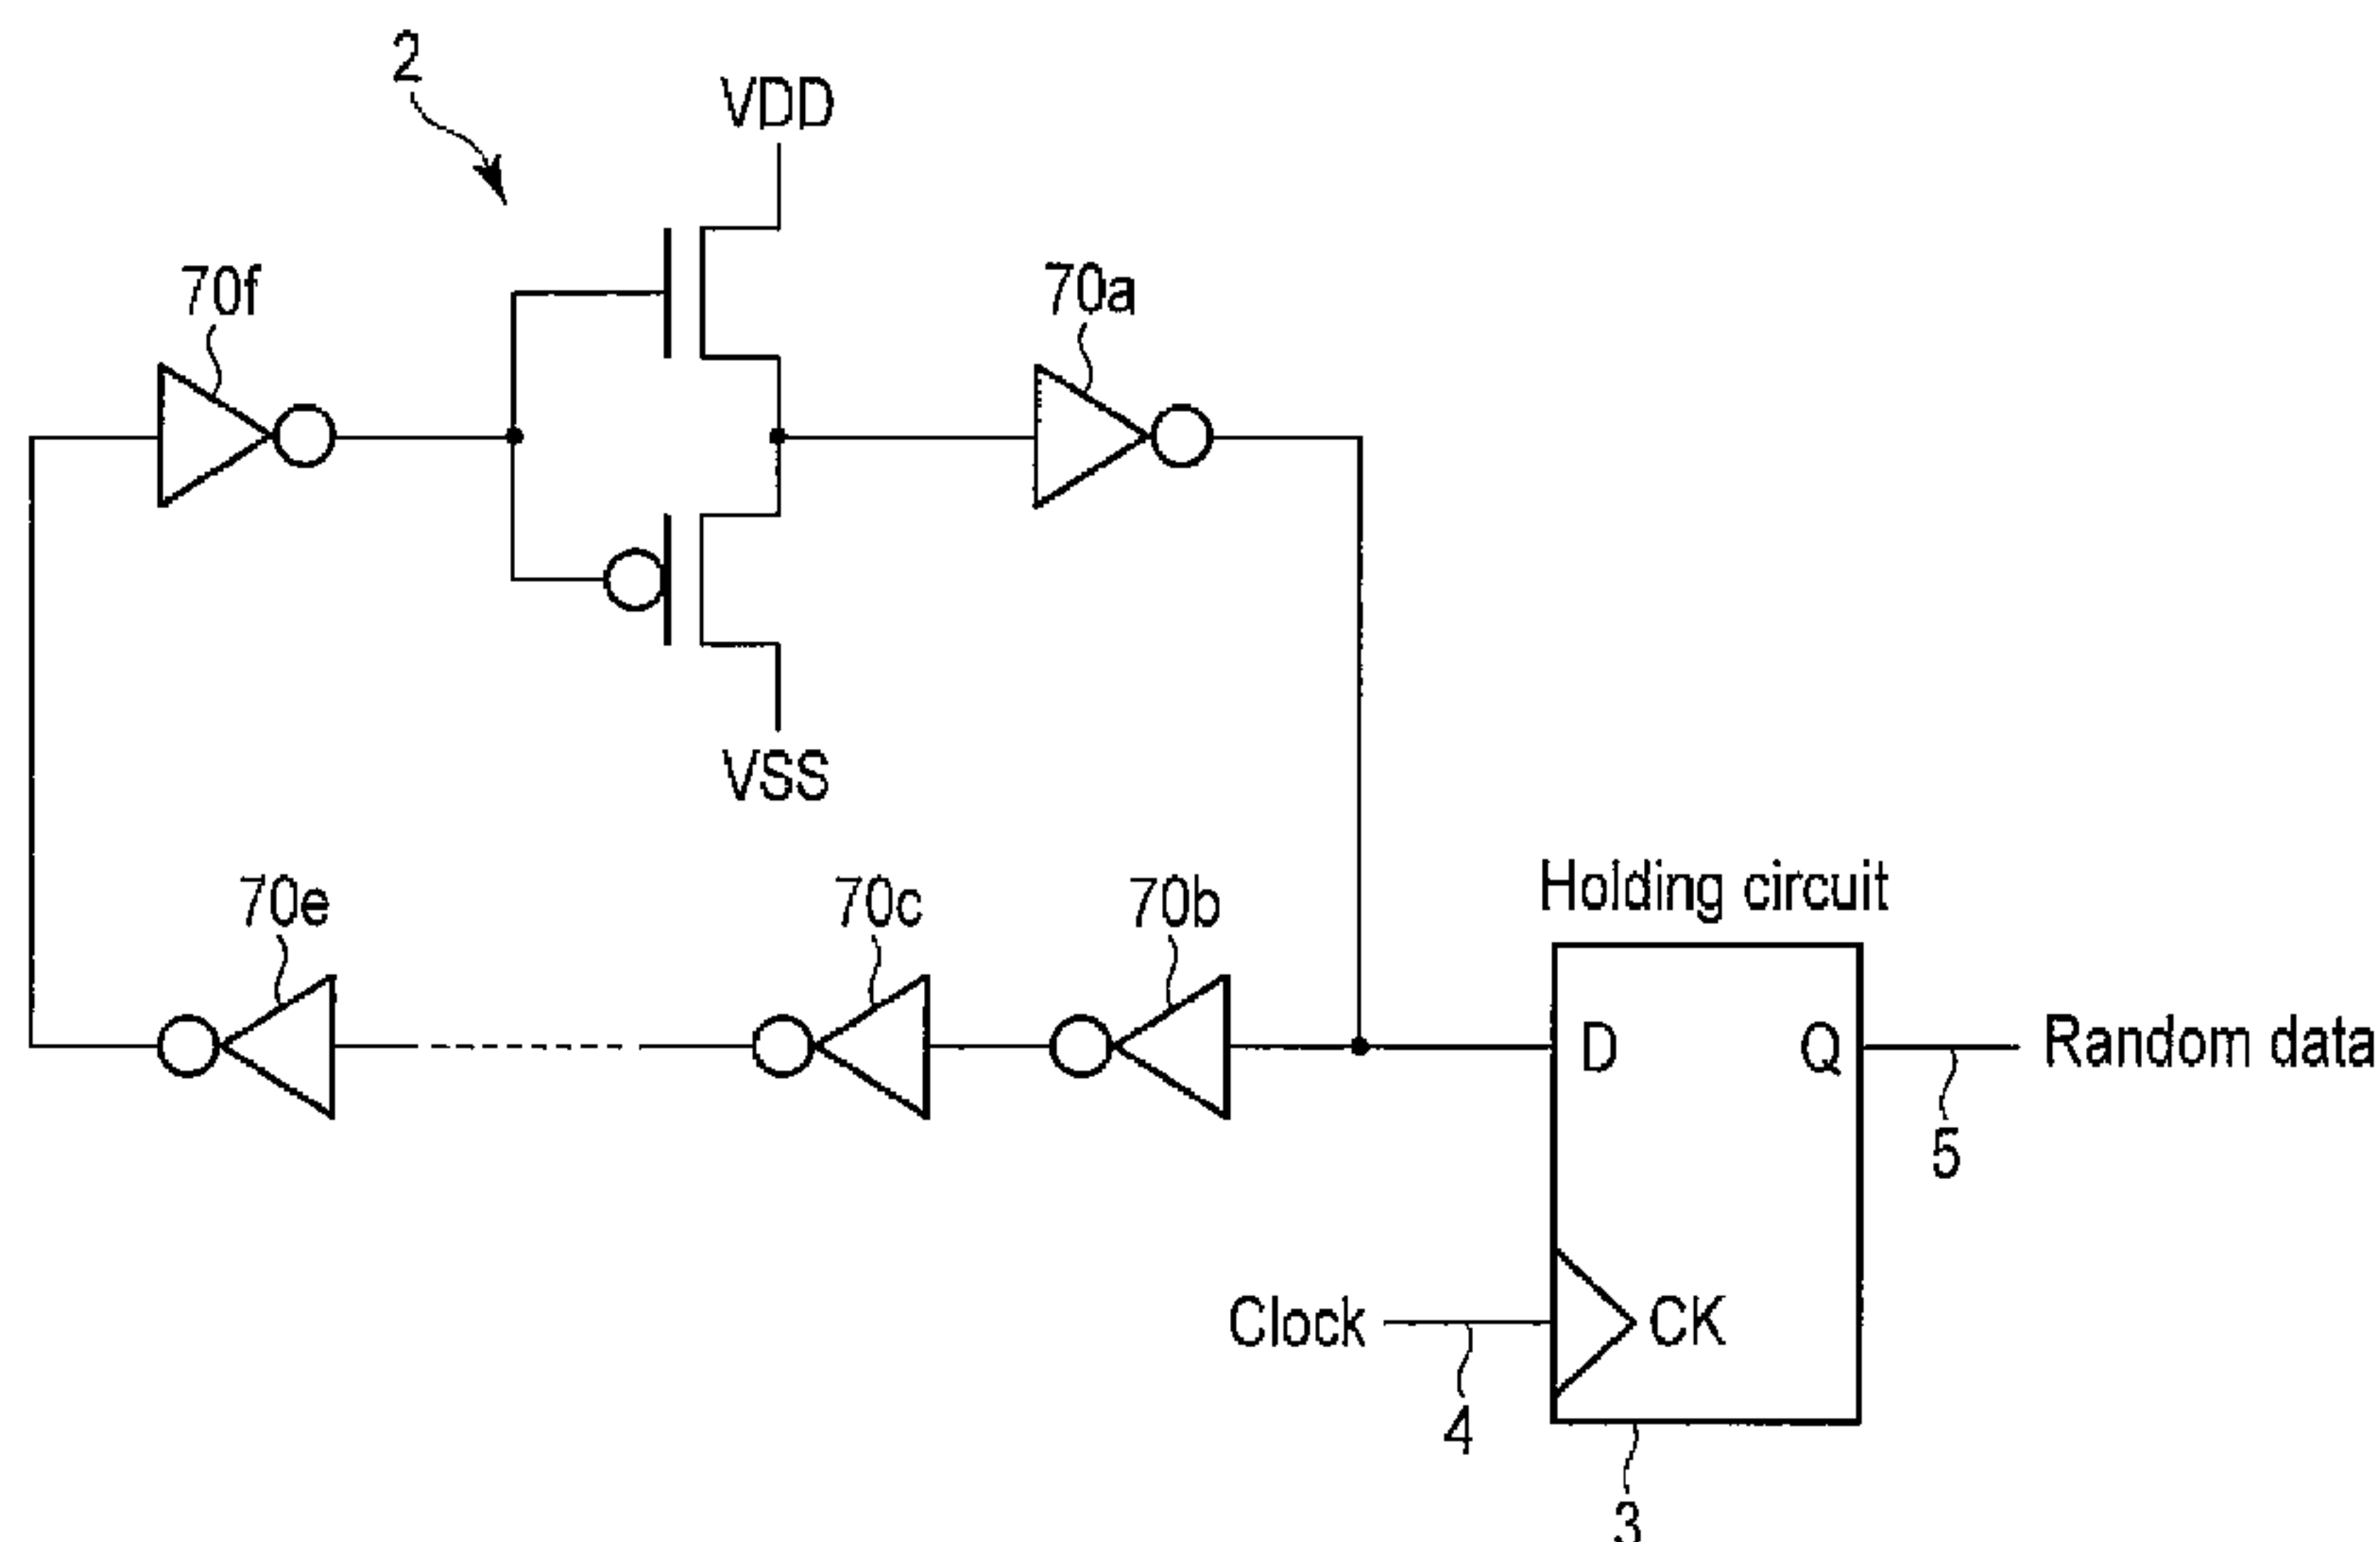 2
VDD
70f
70a
VSS
70e
70c
70b
Holding circuit
D
Q
Random data
5
Clock
CK
4
3